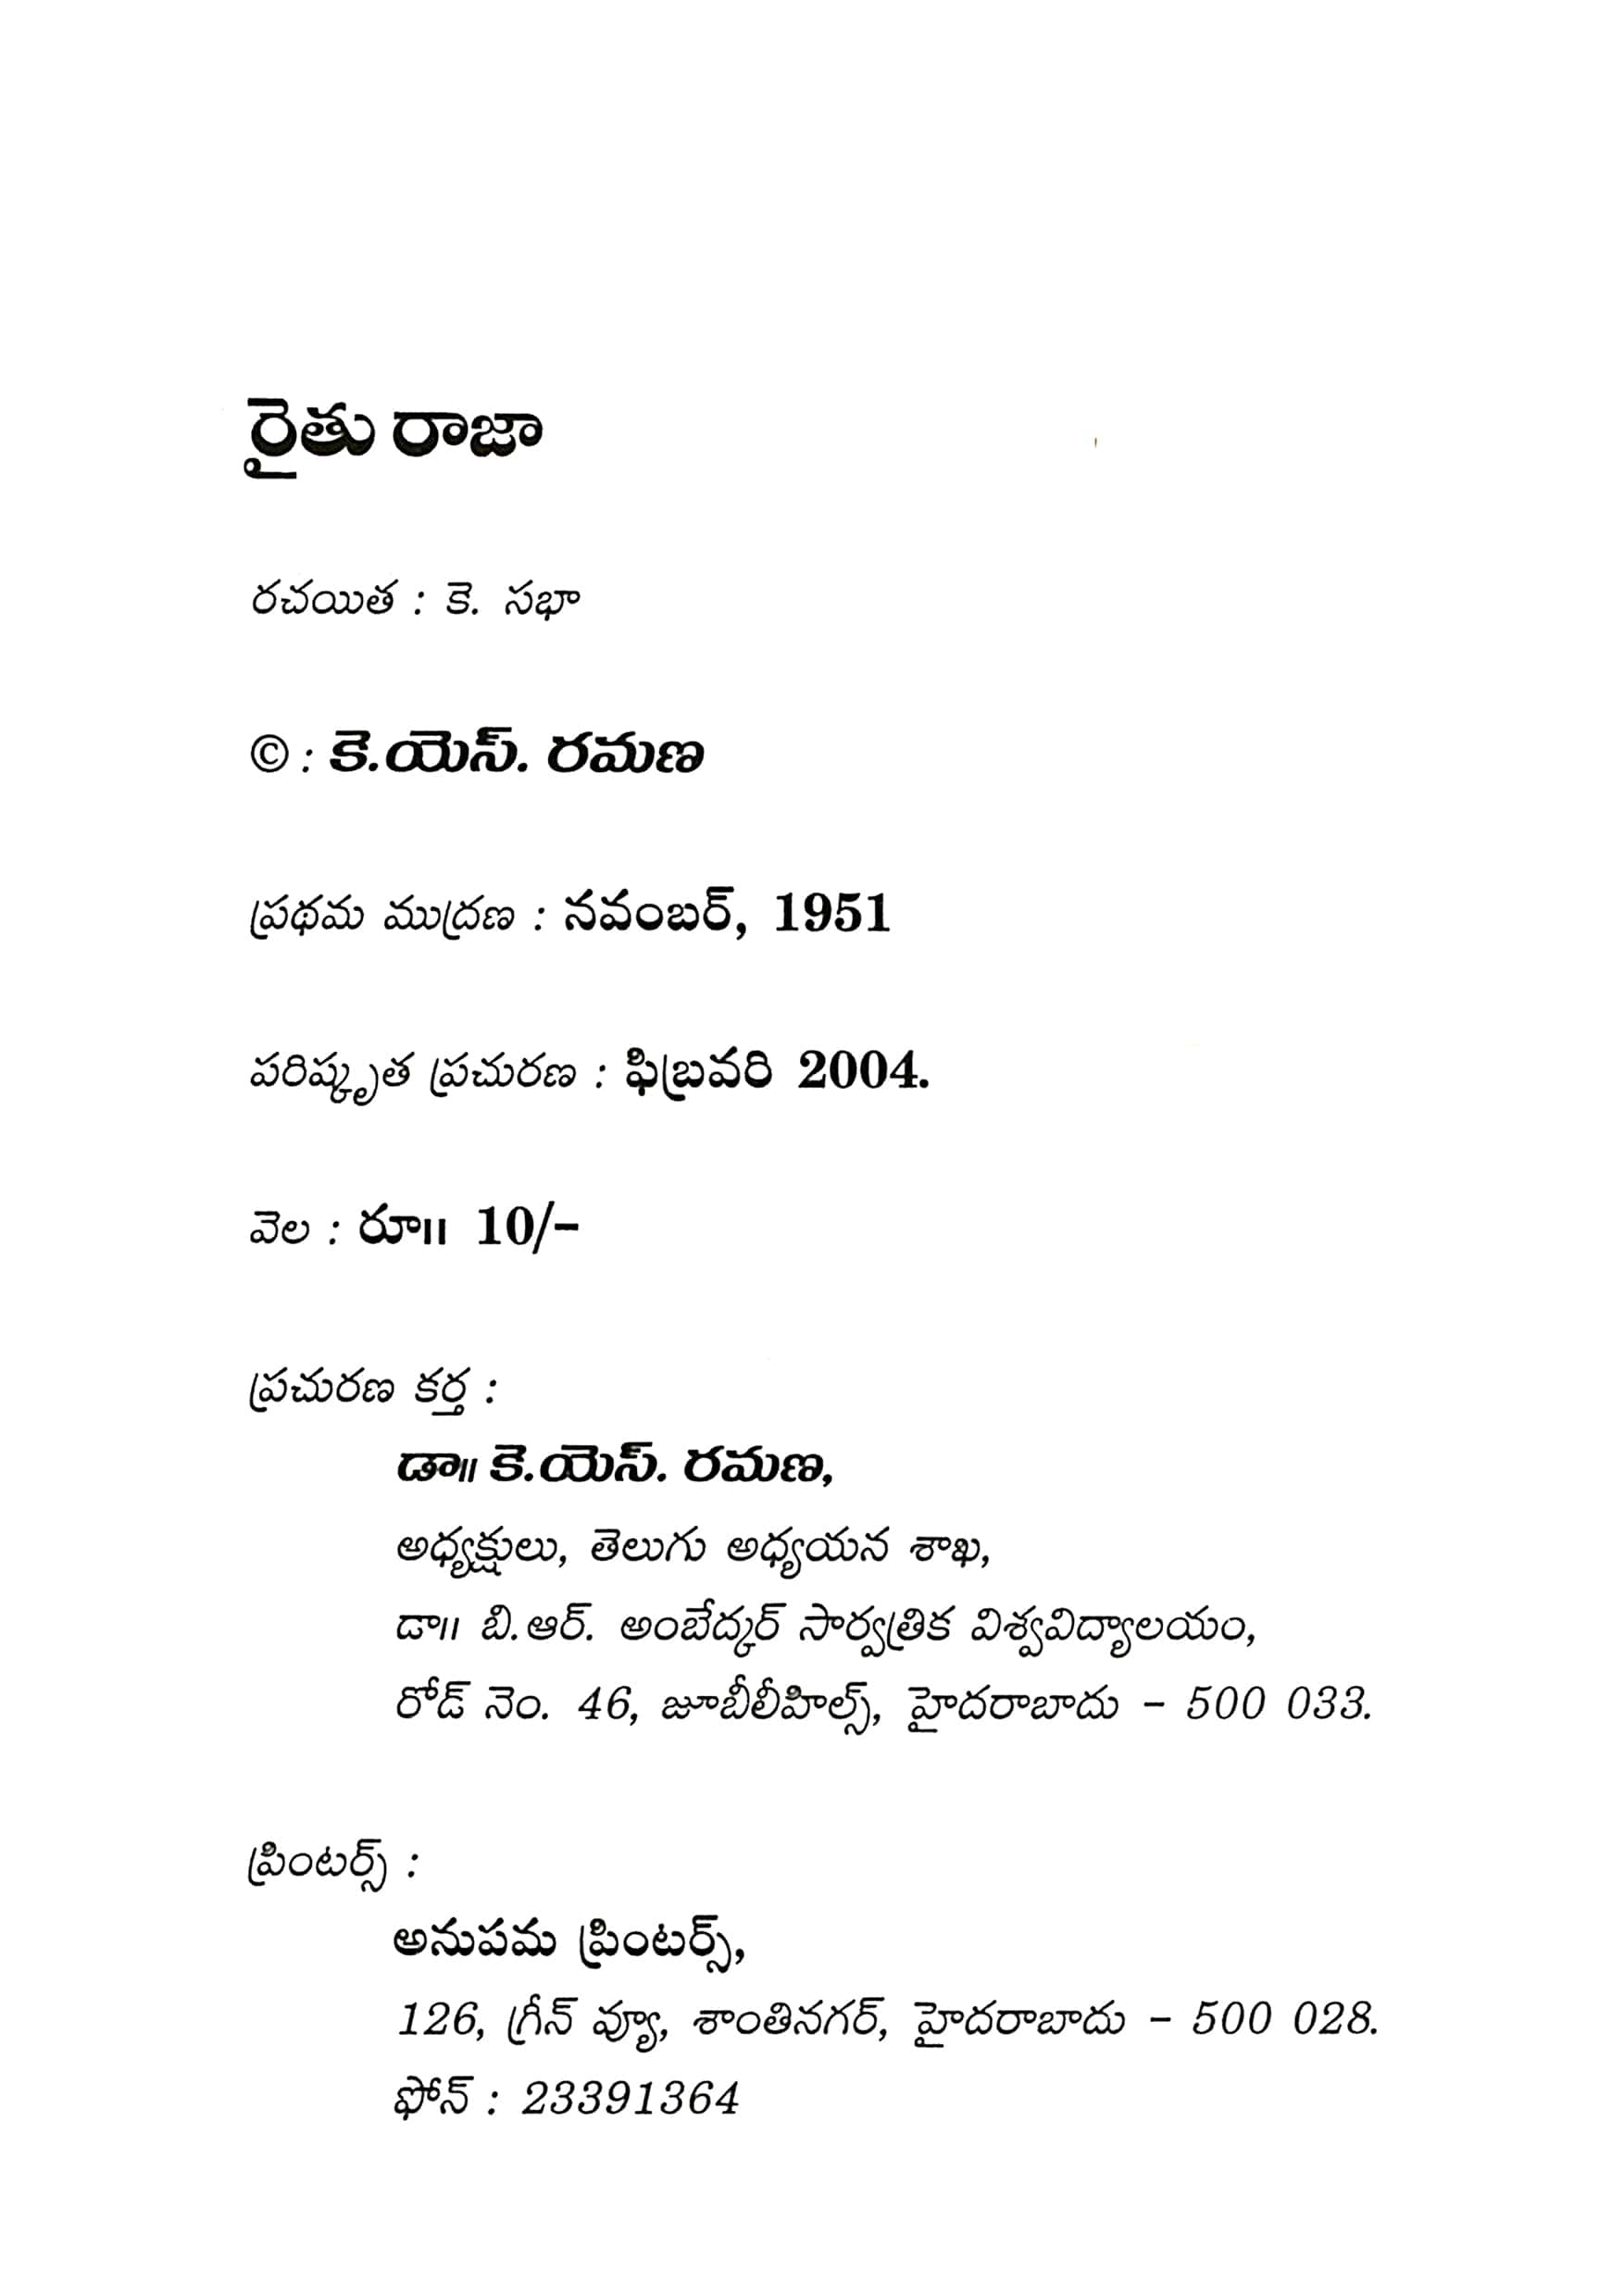 రైతు రాజా
రచయిత : కె. సభా
© : కె.యెస్. రమణ
ప్రథమ ముద్రణ : నవంబర్, 1951
పరిష్కృత ప్రచురణ : ఫిబ్రవరి 2004.
వెల : రూ॥ 10/-
ప్రచురణ కర్త :
డా॥ కె.యెస్. రమణ,
అధ్యక్షులు, తెలుగు అధ్యయన శాఖ,
డా॥ బి.ఆర్. అంబేద్కర్ సార్వత్రిక విశ్వవిద్యాలయం,
రోడ్ నెం. 46, జూబీలీహిల్స్, హైదరాబాదు - 500 033.
ప్రింటర్స్ :
అనుపమ ప్రింటర్స్,
126, గ్రీన్ వ్యూ, శాంతినగర్, హైదరాబాదు - 500 028.
ఫోన్ : 23391364